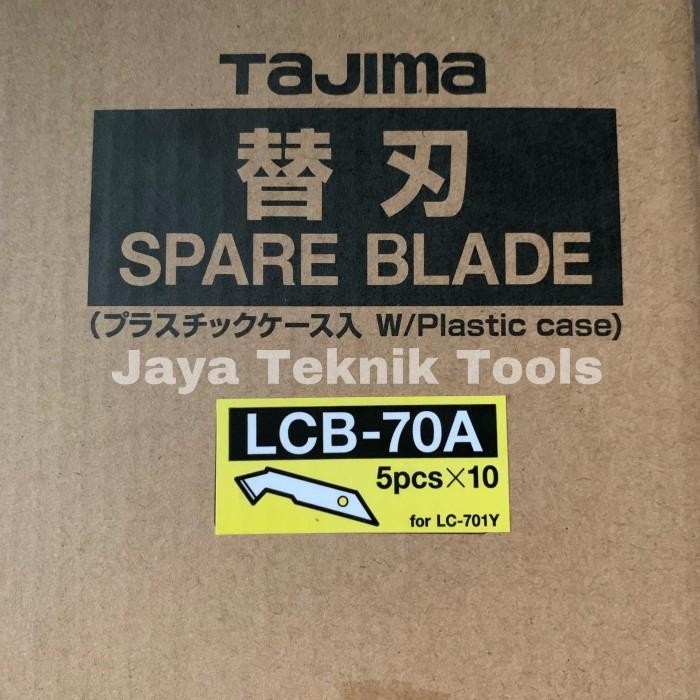 TaJima
替刃
SPARE BLADE
(プラスチックケース入 W/Plastic case)
Jaya Teknik Tools
LCB-70A
5pcs×10
for LC-701Y